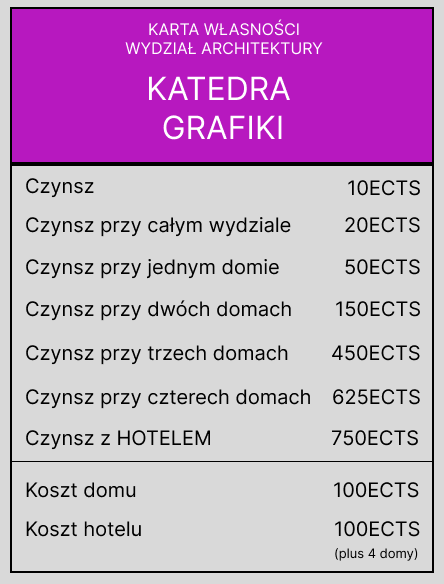 KARTA WŁASNOŚCI
WYDZIAŁ ARCHITEKTURY
KATEDRA
GRAFIKI
Czynsz 10ECTS
Czynsz przy całym wydziale 20ECTS
Czynsz przy jednym domie 50ECTS
Czynsz przy dwóch domach 150ECTS
Czynsz przy trzech domach 450ECTS
Czynsz przy czterech domach 625ECTS
Czynsz z HOTELEM 750ECTS
Koszt domu 100ECTS
Koszt hotelu 100ECTS
(plus 4 domy)